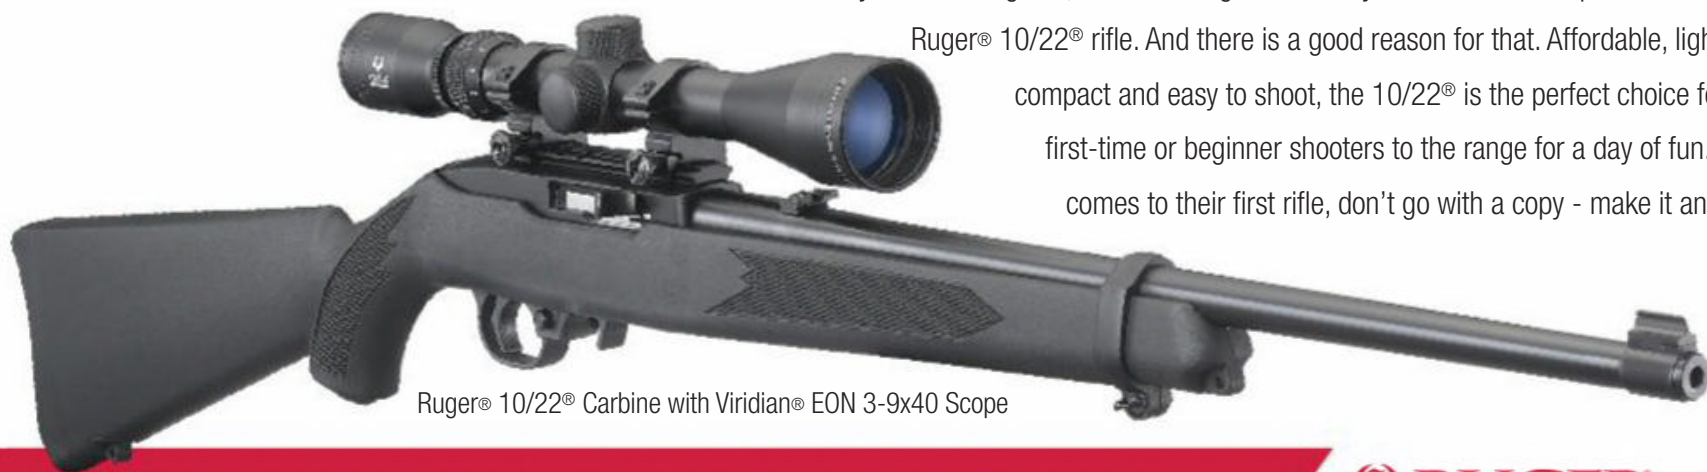 Ruger® 10/22® rifle. And there is a good reason for that. Affordable,
compact and easy to shoot, the 10/22® is the perfect choice
first-time or beginner shooters to the range for a day of fun.
comes to their first rifle, don’t go with a copy - make it
Ruger® 10/22® Carbine with Viridian® EON 3-9x40 Scope